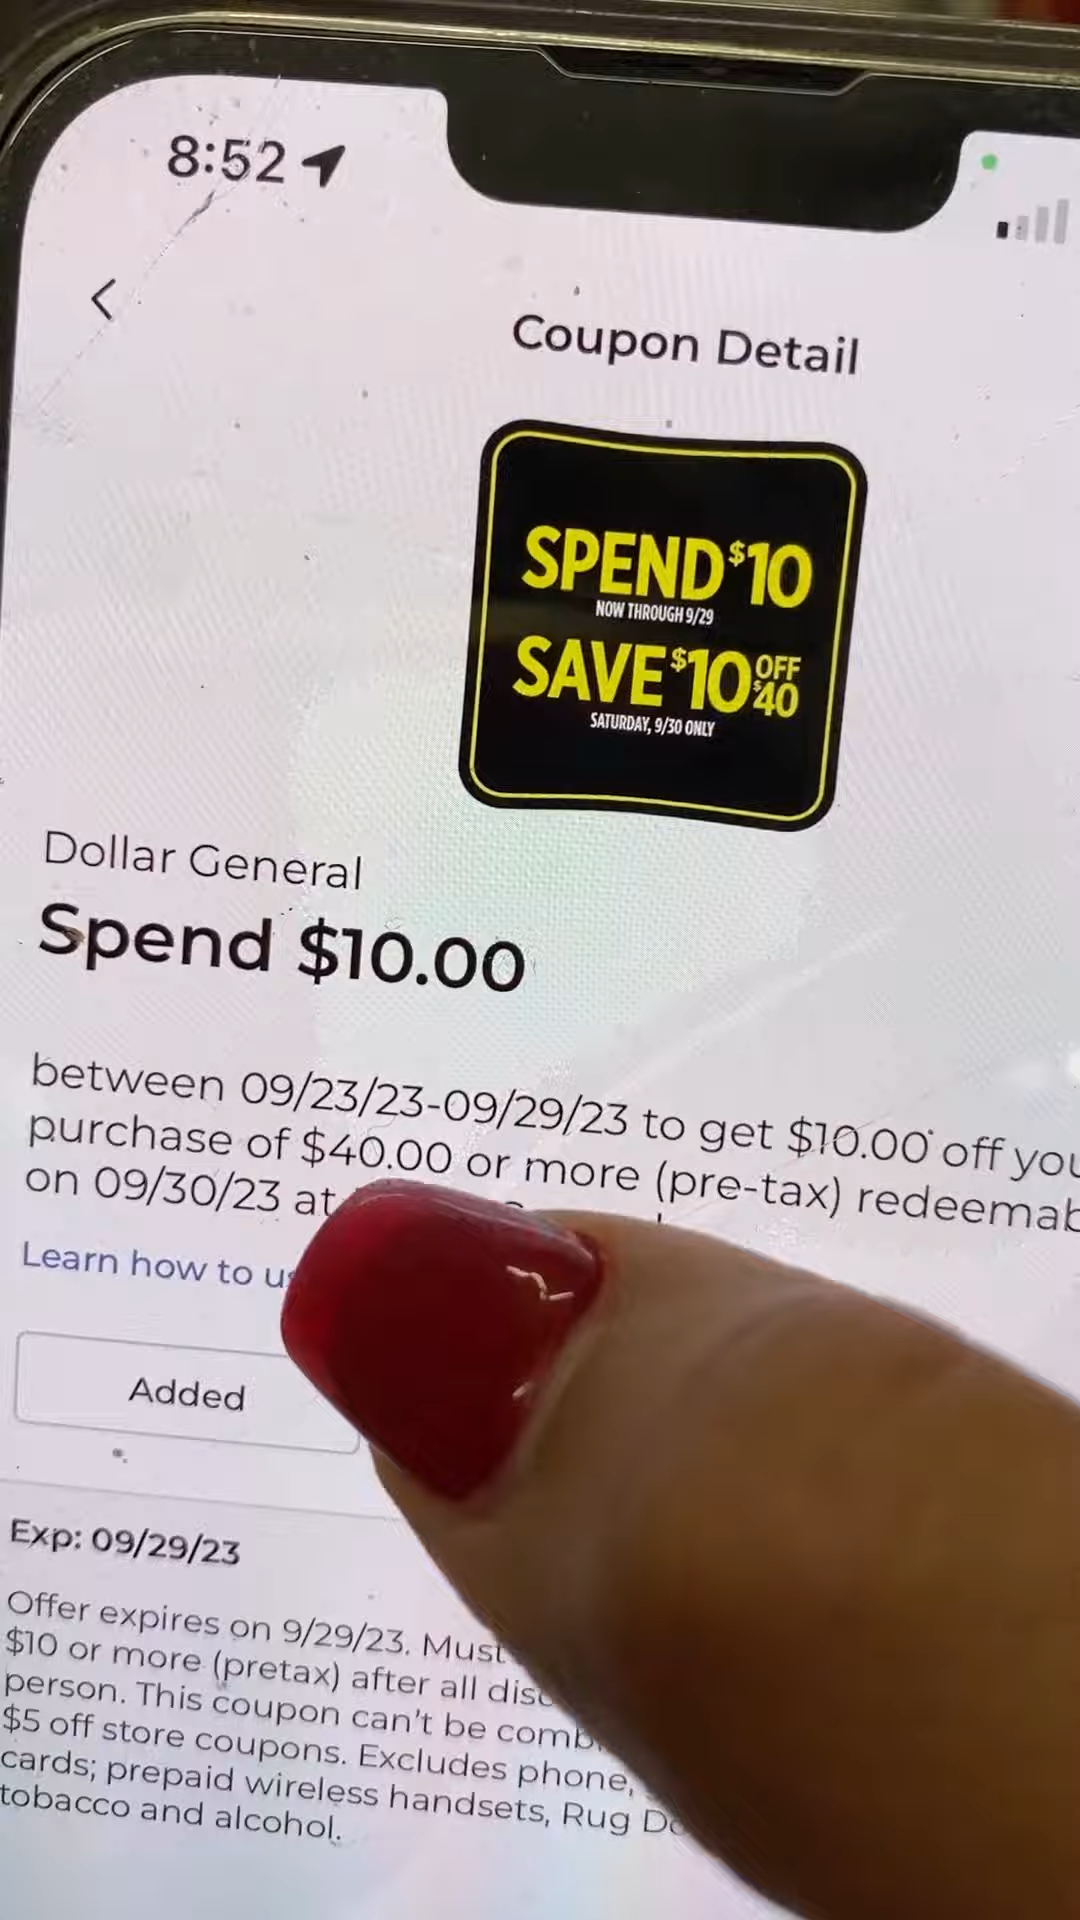 8:52
Coupon Detail
SPEND $10
NOW THROUGH 9/29
SAVE $10 OFF $40
SATURDAY, 9/30 ONLY
Dollar General
Spend $10.00
between 09/23/23-09/29/23 to get $10.00 off
purchase of $40.00 or more (pre-tax)
on 09/30/23 at
Learn how to
Added
Exp: 09/29/23
Offer expires on 9/29/23. Must
$10 or more (pretax) after all
person. This coupon can't be
$5 off store coupons. Excludes phone,
cards; prepaid wireless handsets, Rug
tobacco and alcohol.